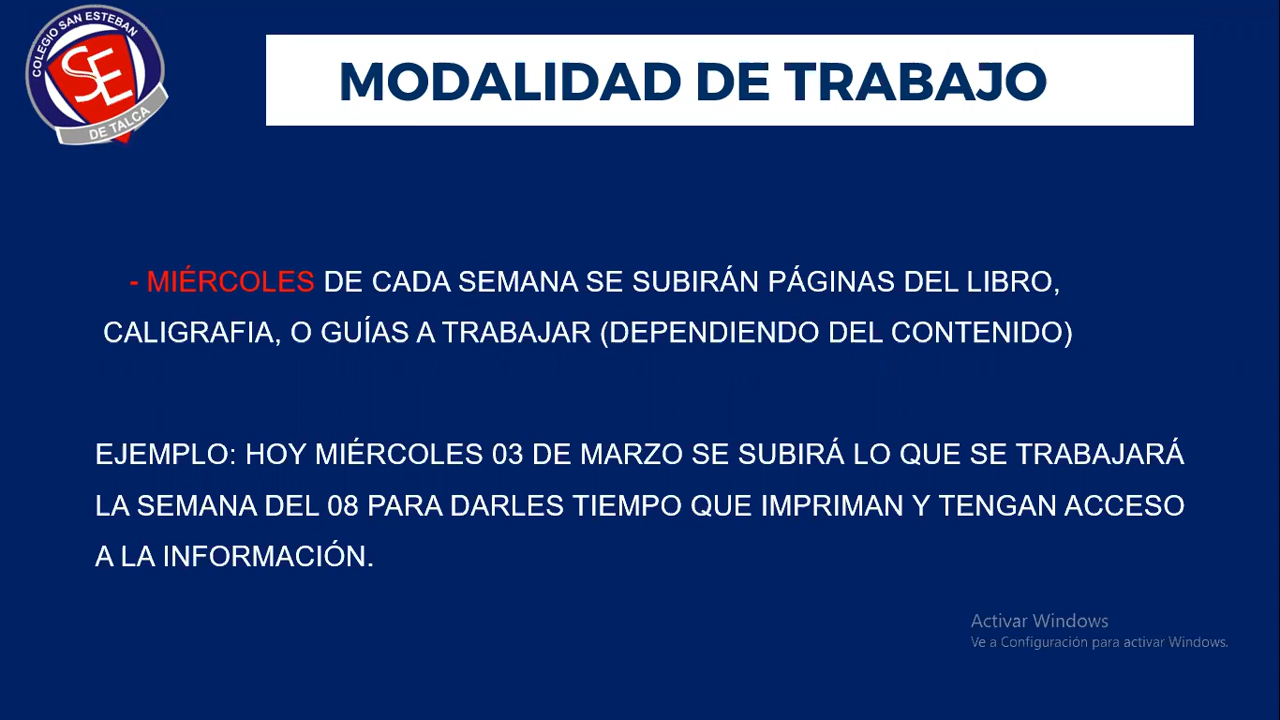 COLEGIO SAN ESTEBAN
SE
DE TALCA
MODALIDAD DE TRABAJO
- MIÉRCOLES DE CADA SEMANA SE SUBIRÁN PÁGINAS DEL LIBRO,
CALIGRAFIA, O GUÍAS A TRABAJAR (DEPENDIENDO DEL CONTENIDO)
EJEMPLO: HOY MIÉRCOLES 03 DE MARZO SE SUBIRÁ LO QUE SE TRABAJARÁ
LA SEMANA DEL 08 PARA DARLES TIEMPO QUE IMPRIMAN Y TENGAN ACCESO
A LA INFORMACIÓN.
Activar Windows
Ve a Configuración para activar Windows.